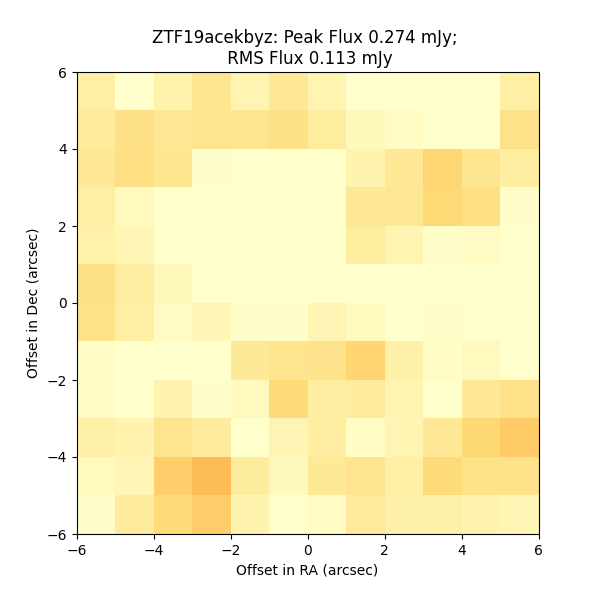 ZTF19acekbyz: Peak Flux 0.274 mJy;
RMS Flux 0.113 mJy
6
4
2
0
−2
−4
−6
Offset in Dec (arcsec)
−6 −4 −2 0 2 4 6
Offset in RA (arcsec)